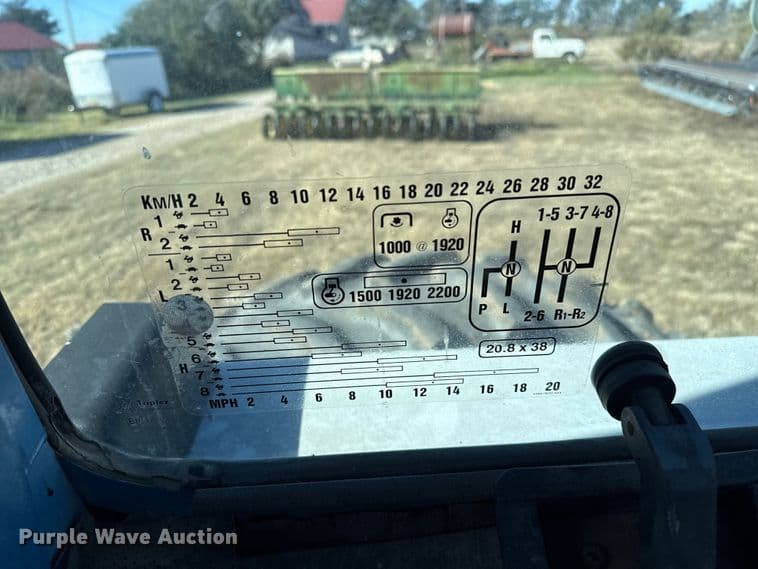 KM/H 2 4 6 8 10 12 14 16 18 20 22 24 26 28 30 32
R 1
2
1
2
L
5
H 6
7
8
MPH 2 4 6 8 10 12 14 16 18 20
1000 @ 1920
1500 1920 2200
H
N
P L
1-5 3-7 4-8
N
2-6 R1-R2
20.8 x 38
Purple Wave Auction